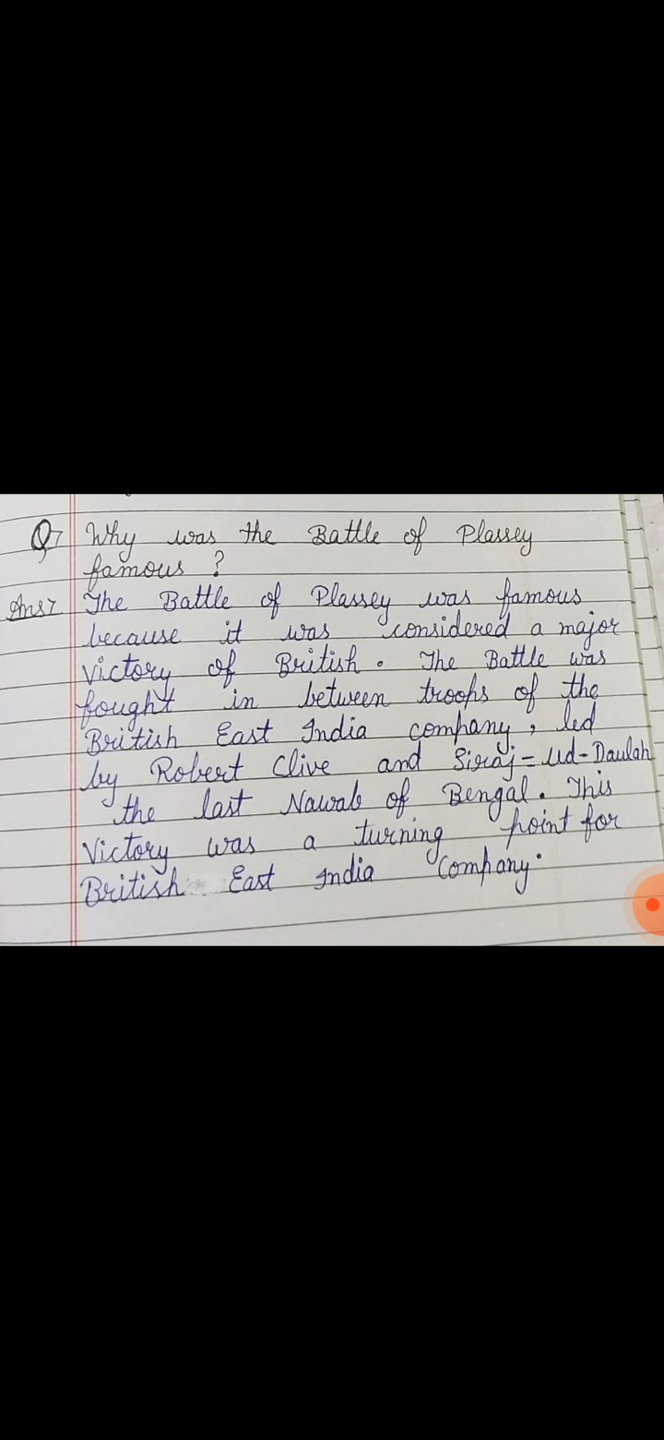 Q7 Why was the Battle of Plassey
famous ?
Ans7 The Battle of Plassey was famous
because it was considered a major
victory of British. The Battle was
fought in between troops of the
British East India company, led
by Robert Clive and Siraj=ud-Daulah
the last Nawab of Bengal. This
Victory was a turning point for
British East India Company.